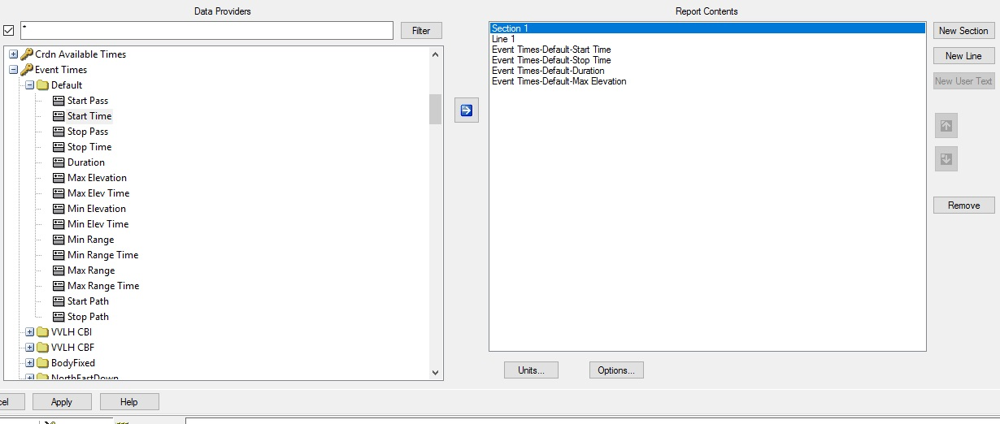 Data Providers
*
Filter
Crdn Available Times
Event Times
Default
Start Pass
Start Time
Stop Pass
Stop Time
Duration
Max Elevation
Max Elev Time
Min Elevation
Min Elev Time
Min Range
Min Range Time
Max Range
Max Range Time
Start Path
Stop Path
VVLH CBI
VVLH CBF
BodyFixed
NorthEastDown
Report Contents
Section 1
Line 1
Event Times-Default-Start Time
Event Times-Default-Stop Time
Event Times-Default-Duration
Event Times-Default-Max Elevation
New Section
New Line
New User Text
Remove
Units...
Options...
cel
Apply
Help